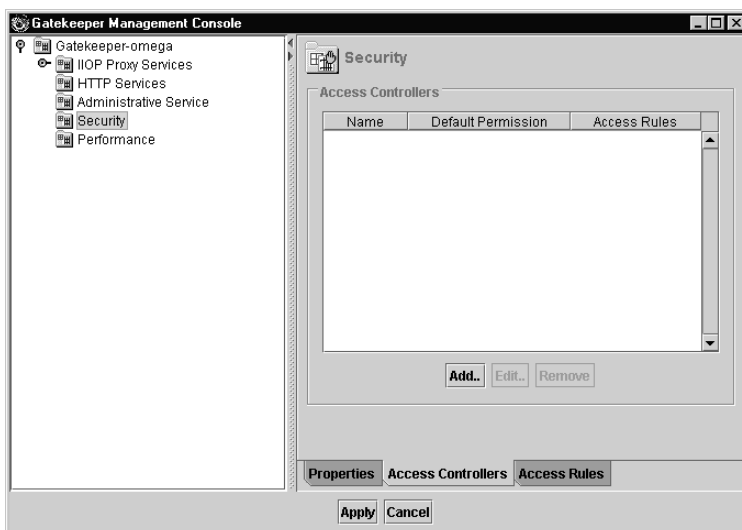 Gatekeeper Management Console
Gatekeeper-omega
IIOP Proxy Services
HTTP Services
Administrative Service
Security
Performance
Security
Access Controllers
Name Default Permission Access Rules
Add.. Edit.. Remove
Properties Access Controllers Access Rules
Apply Cancel